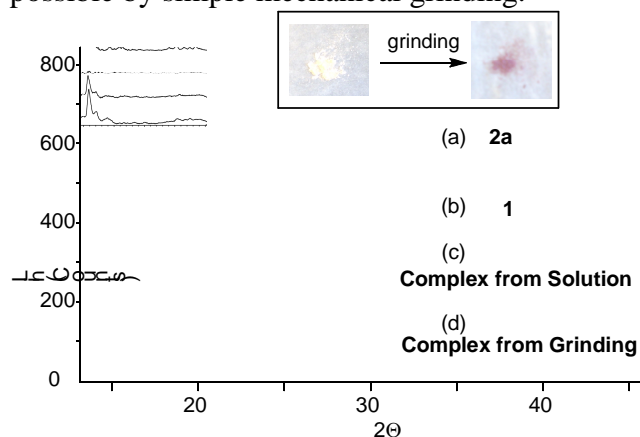 possible by simple mechanical grinding.
grinding
800
(a) 2a
600
(b) 1
400
(c)
Complex from Solution
200
(d)
Complex from Grinding
0
20 30 40
2Θ